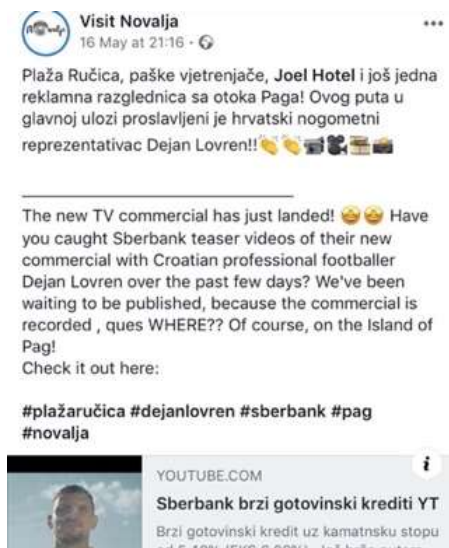 Visit Novalja
16 May at 21:16 ·
Plaža Ručica, paške vjetrenjače, Joel Hotel i još jedna
reklamna razglednica sa otoka Paga! Ovog puta u
glavnoj ulozi proslavljeni je hrvatski nogometni
reprezentativac Dejan Lovren!!
The new TV commercial has just landed! 🤩🤩 Have
you caught Sberbank teaser videos of their new
commercial with Croatian professional footballer
Dejan Lovren over the past few days? We've been
waiting to be published, because the commercial is
recorded , ques WHERE?? Of course, on the Island of
Pag!
Check it out here:
#plažaručica #dejanlovren #sberbank #pag
#novalja
YOUTUBE.COM
Sberbank brzi gotovinski krediti YT
Brzi gotovinski kredit uz kamatnsku stopu